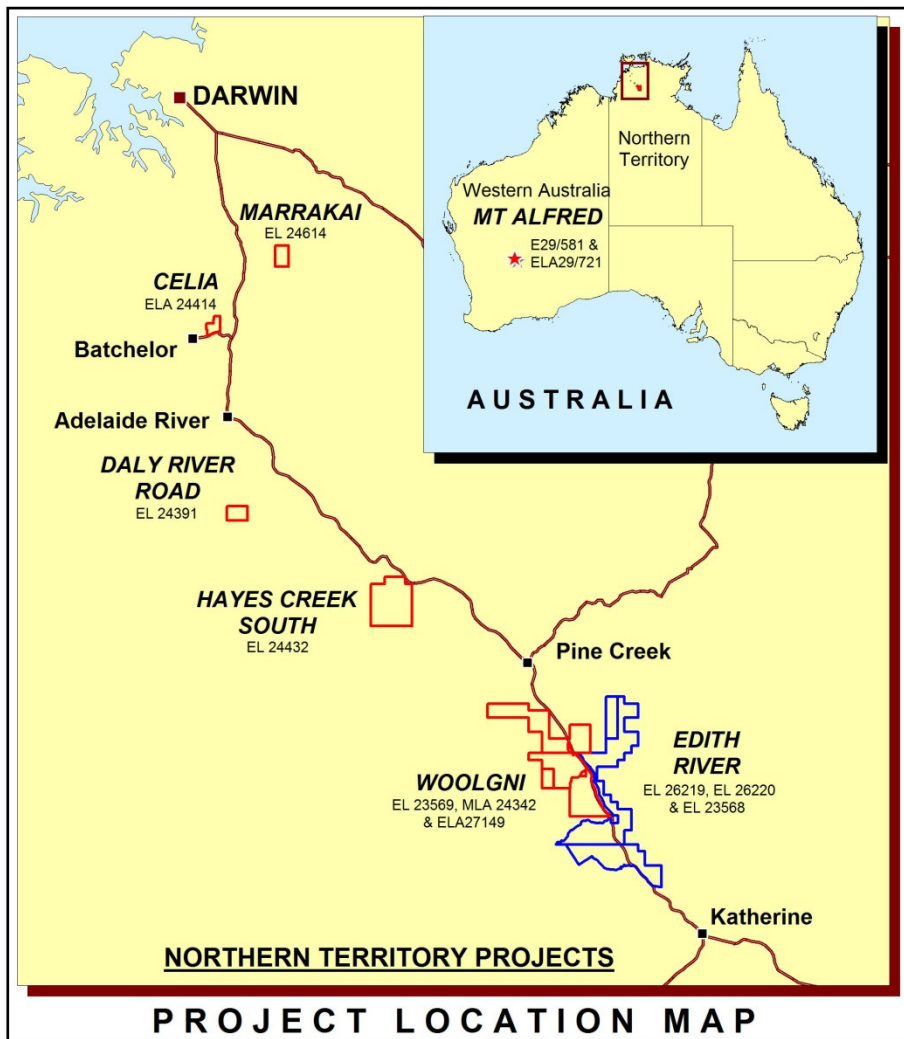 DARWIN
MARRAKAI
EL 24614
CELIA
ELA 24414
Batchelor
Adelaide River
DALY RIVER
ROAD
EL 24391
HAYES CREEK
SOUTH
EL 24432
Pine Creek
WOOLGNI
EL 23569, MLA 24342
& ELA27149
EDITH
RIVER
EL 26219, EL 26220
& EL 23568
Katherine
NORTHERN TERRITORY PROJECTS
Northern
Territory
Western Australia
MT ALFRED
E29/581 &
ELA29/721
AUSTRALIA
PROJECT LOCATION MAP